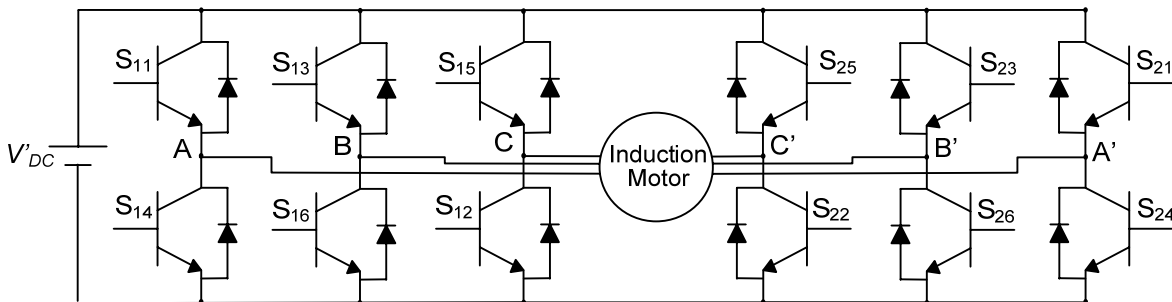 S11
S13
S15
S25
S23
S21
A
B
C
Induction
Motor
C'
B'
A'
V'DC
S14
S16
S12
S22
S26
S24